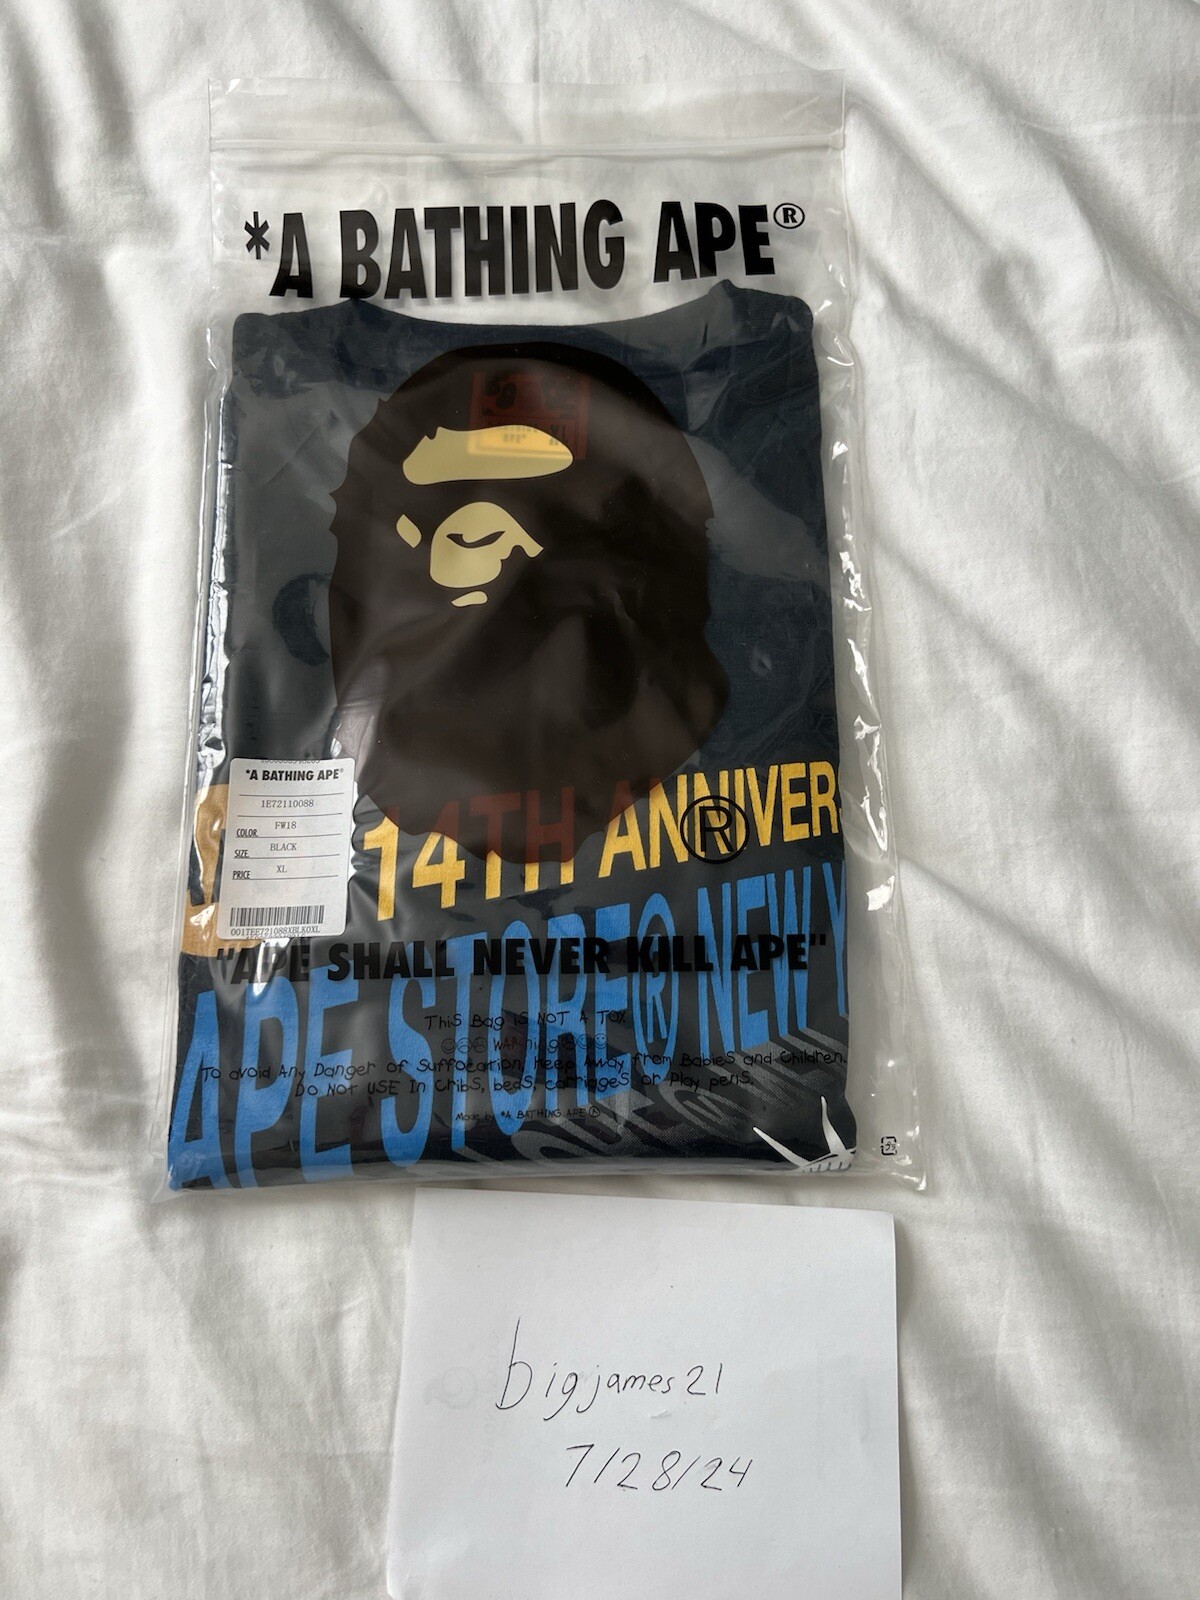 *A BATHING APE®
*A BATHING APE®
1E72110088
FW18
COLOR
BLACK
SIZE
XL
PRICE
001TEE721088XBLK0XL
14TH ANNIVER
APE STORE® NEW Y
"APE SHALL NEVER KILL APE"
®
This Bag is NOT A TOY
WARning
To avoid Any Danger of Suffocation, Keep Away from Babies and Children.
DO NOT USE In Cribs, beds, carriages or Play pens.
Made by *A BATHING APE ®
bigjames21
7/28/24